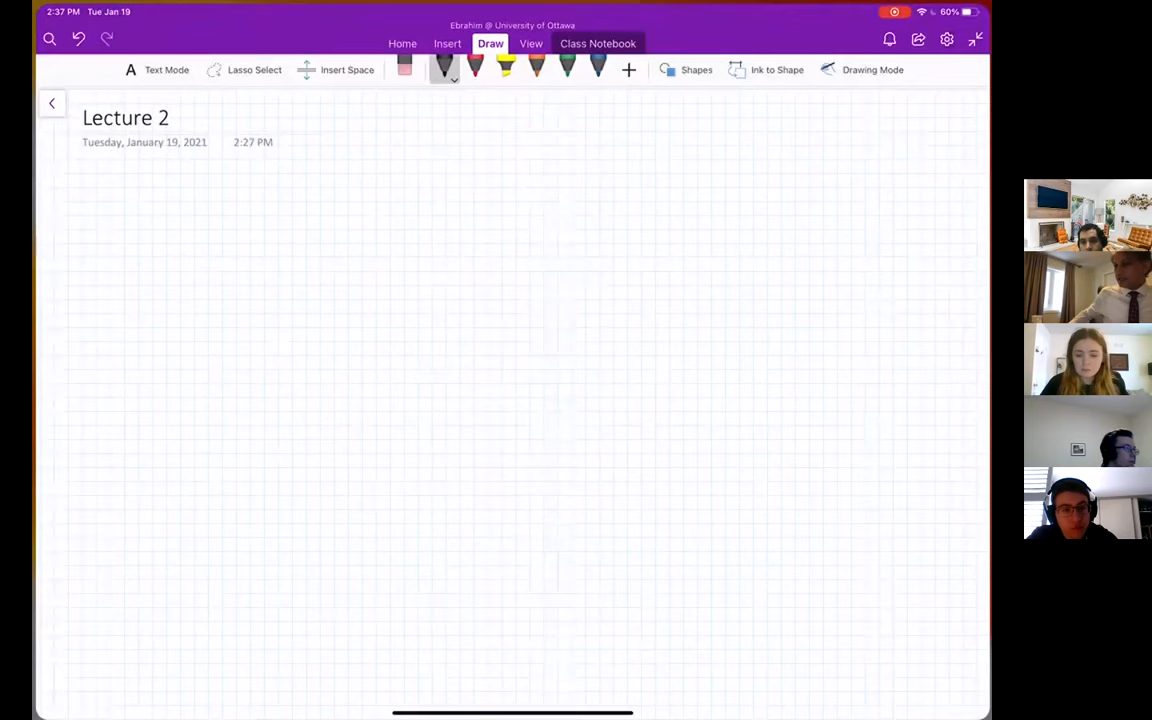 2:37 PM Tue Jan 19
60%
Ebrahim @ University of Ottawa
Home Insert Draw View Class Notebook
A Text Mode Lasso Select Insert Space Shapes Ink to Shape Drawing Mode
Lecture 2
Tuesday, January 19, 2021 2:27 PM